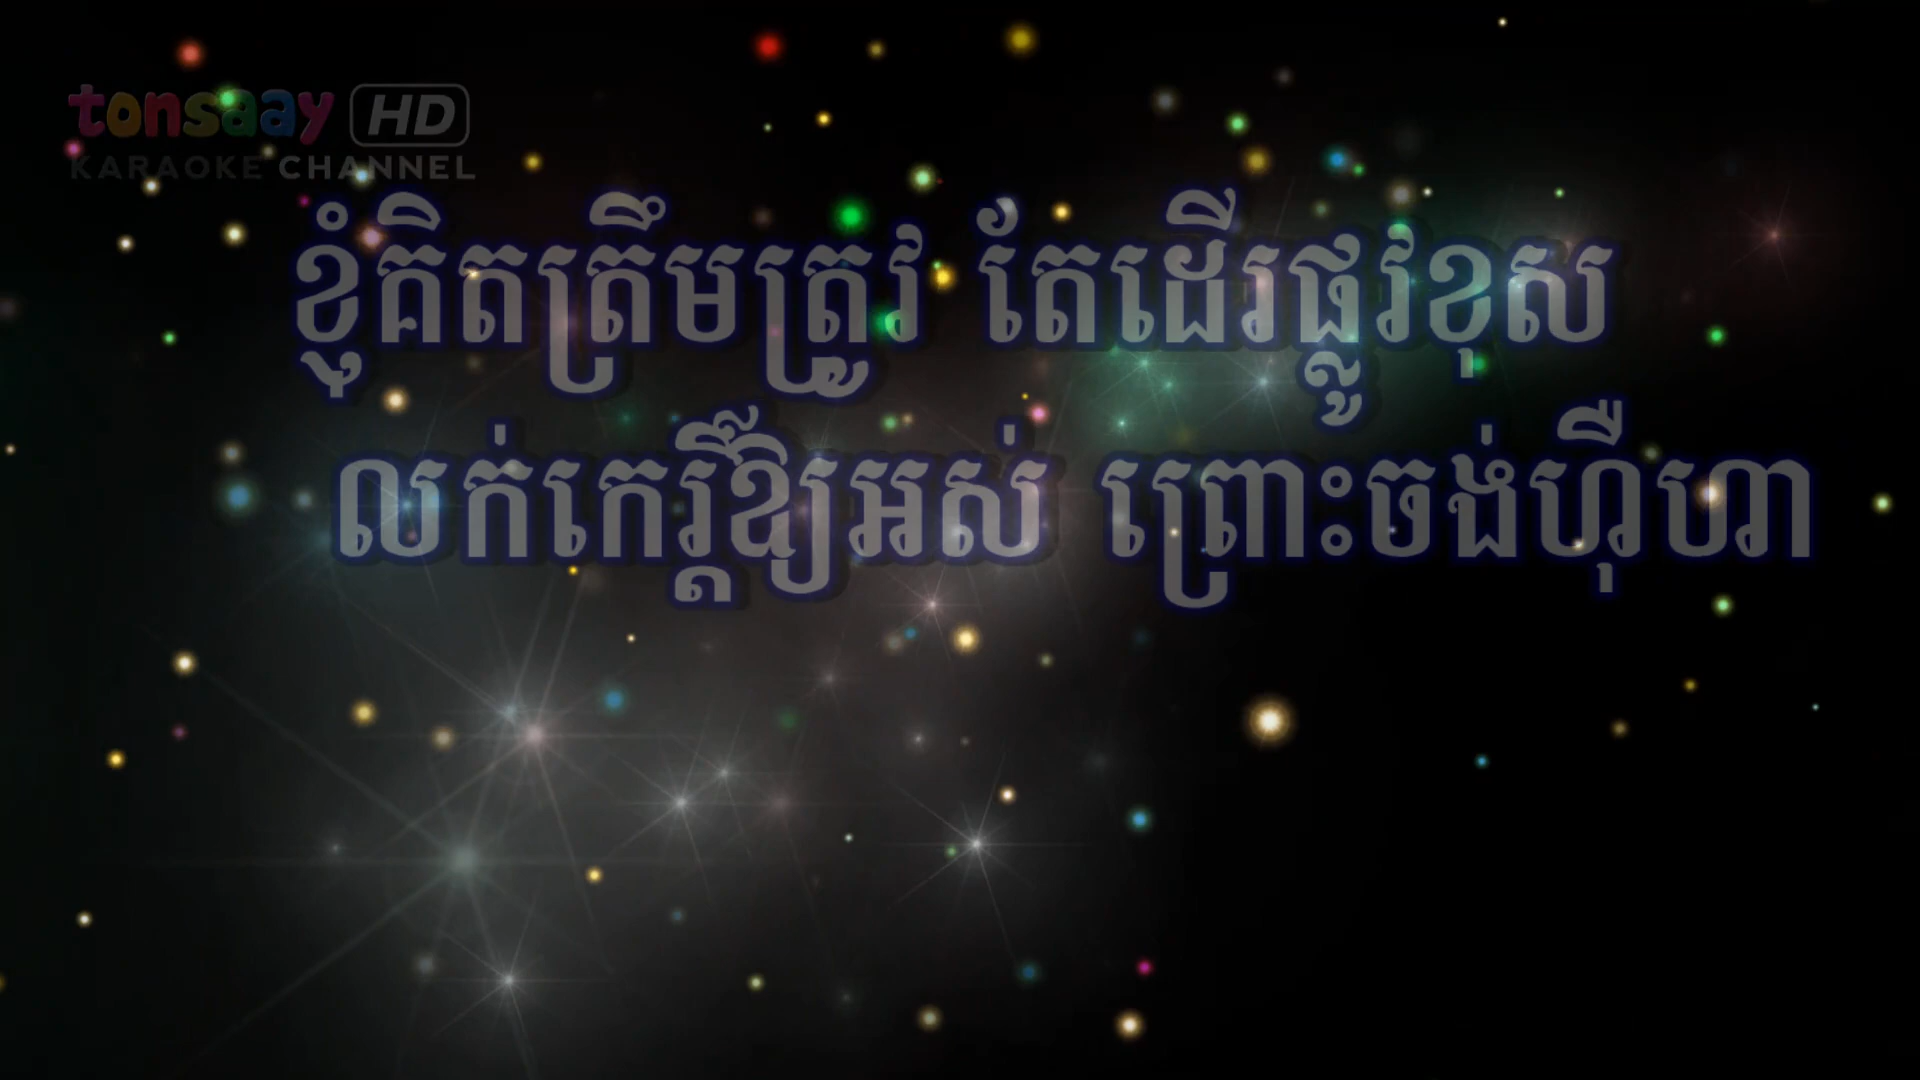 tonsaay HD
KARAOKE CHANNEL
ខ្ញុំគិតត្រឹមត្រូវ តែដើរផ្លូវខុស
លក់កេរ្តិ៍ឱ្យអស់ ព្រោះចង់ហ៊ឺហា